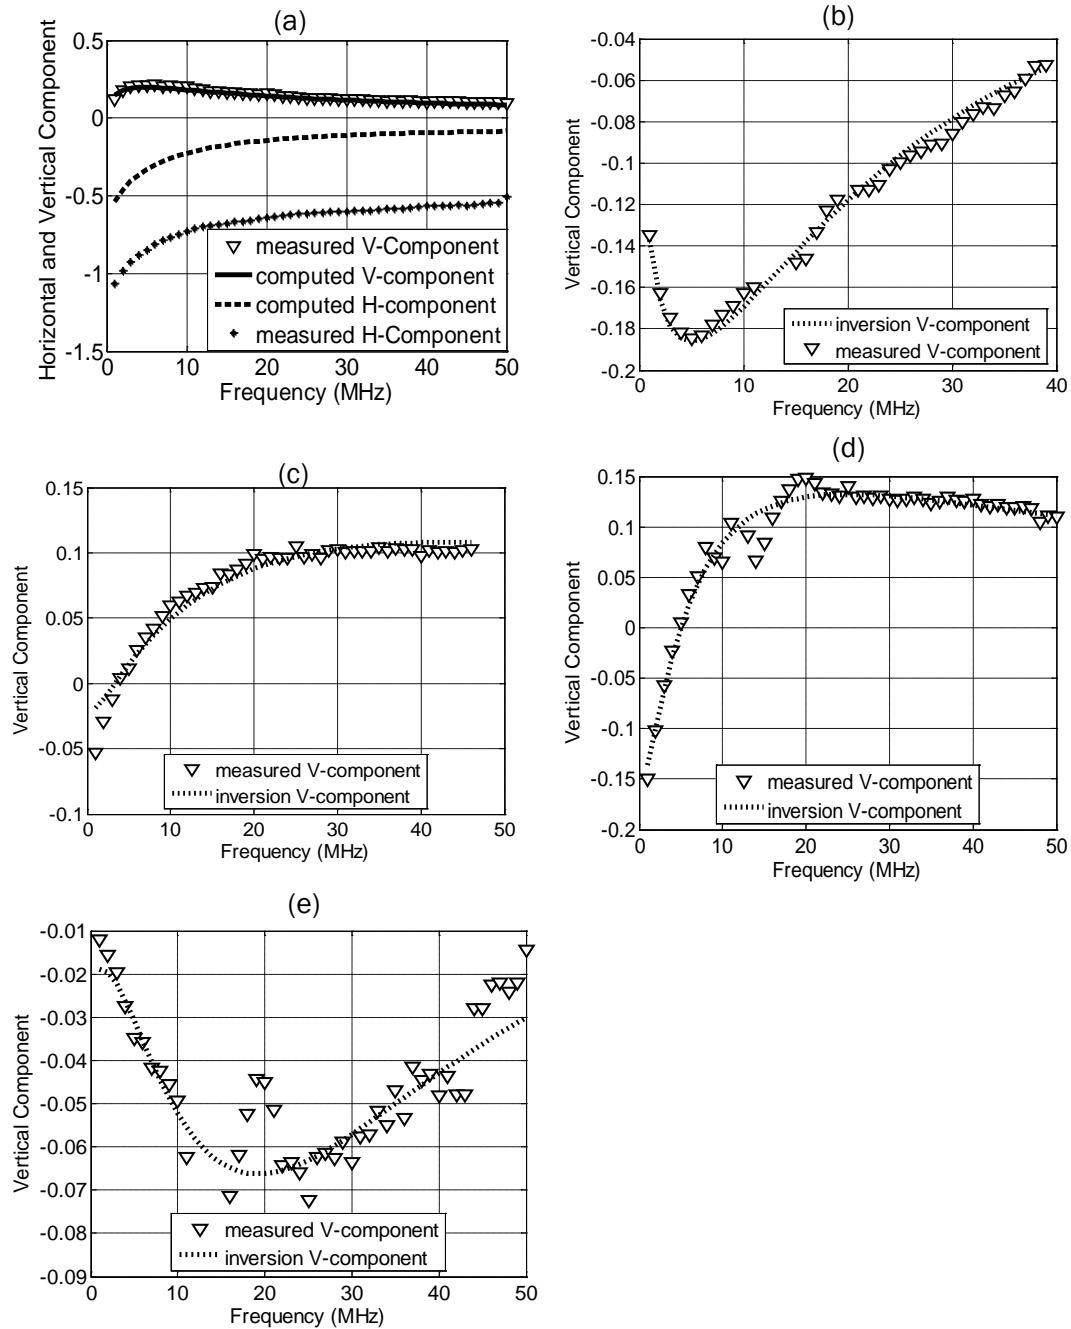 (a)
0.5
0
-0.5
-1
-1.5
Horizontal and Vertical Component
measured V-Component
computed V-component
computed H-component
measured H-Component
0 10 20 30 40 50
Frequency (MHz)
(b)
-0.04
-0.06
-0.08
-0.1
-0.12
-0.14
-0.16
-0.18
-0.2
Vertical Component
inversion V-component
measured V-component
0 10 20 30 40
Frequency (MHz)
(c)
0.15
0.1
0.05
0
-0.05
-0.1
Vertical Component
measured V-component
inversion V-component
0 10 20 30 40 50
Frequency (MHz)
(d)
0.15
0.1
0.05
0
-0.05
-0.1
-0.15
-0.2
Vertical Component
measured V-component
inversion V-component
0 10 20 30 40 50
Frequency (MHz)
(e)
-0.01
-0.02
-0.03
-0.04
-0.05
-0.06
-0.07
-0.08
-0.09
Vertical Component
measured V-component
inversion V-component
0 10 20 30 40 50
Frequency (MHz)